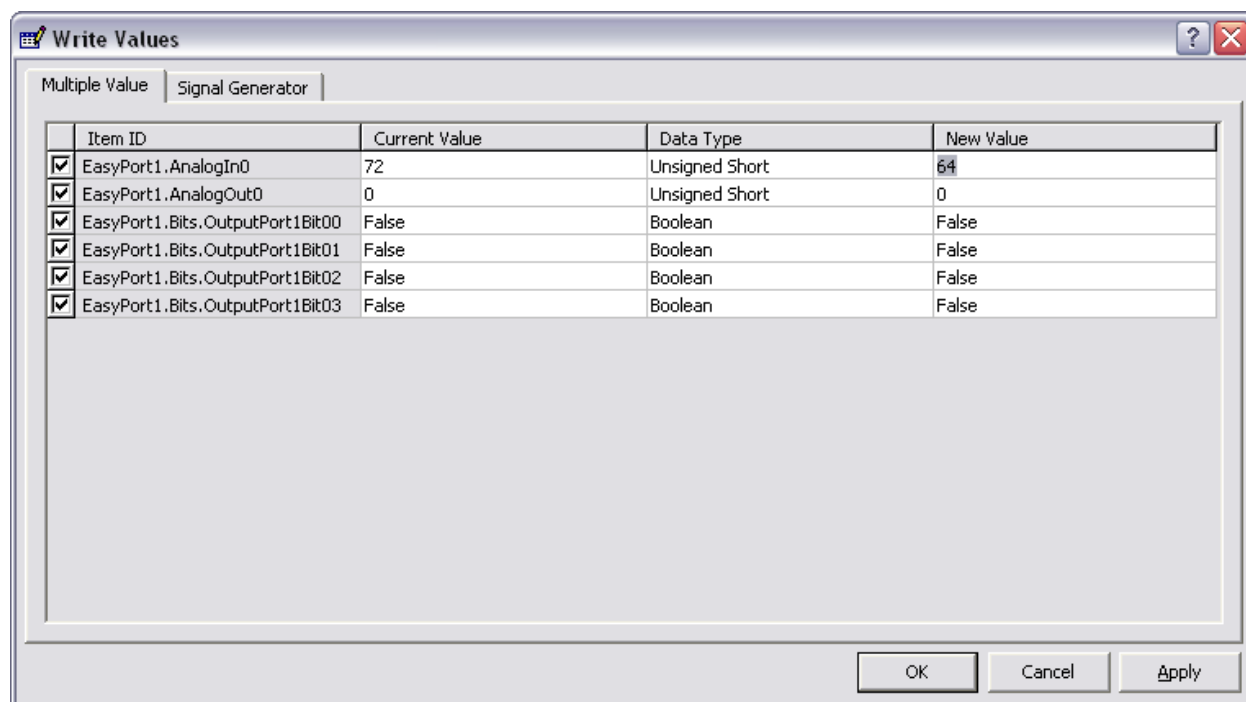 Write Values
Multiple Value Signal Generator
Item ID Current Value Data Type New Value
EasyPort1.AnalogIn0 72 Unsigned Short 64
EasyPort1.AnalogOut0 0 Unsigned Short 0
EasyPort1.Bits.OutputPort1Bit00 False Boolean False
EasyPort1.Bits.OutputPort1Bit01 False Boolean False
EasyPort1.Bits.OutputPort1Bit02 False Boolean False
EasyPort1.Bits.OutputPort1Bit03 False Boolean False
OK Cancel Apply